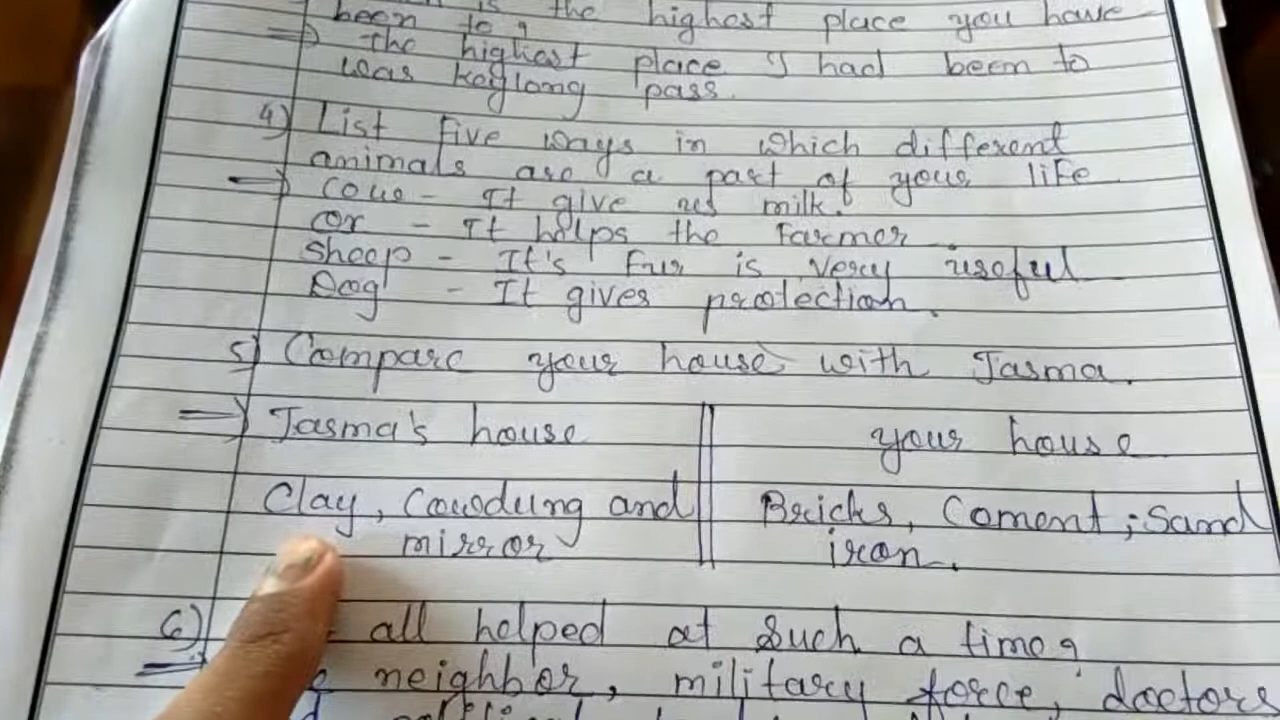 is the highest place you have
been to ?
=> the highest place I had been to
was keylong pass.
4) List five ways in which different
animals are a part of your life
=> cow - It give us milk.
ox - It helps the farmer
Sheep - It's fur is very useful
Dog - It gives protection.
5) Compare your house with Jasma.
=> Jasma's house || your house
Clay, Cowdung and || Bricks, Cement, Sand
mirror || iron.
6) all helped at such a time ?
=> neighbor, military force, doctors